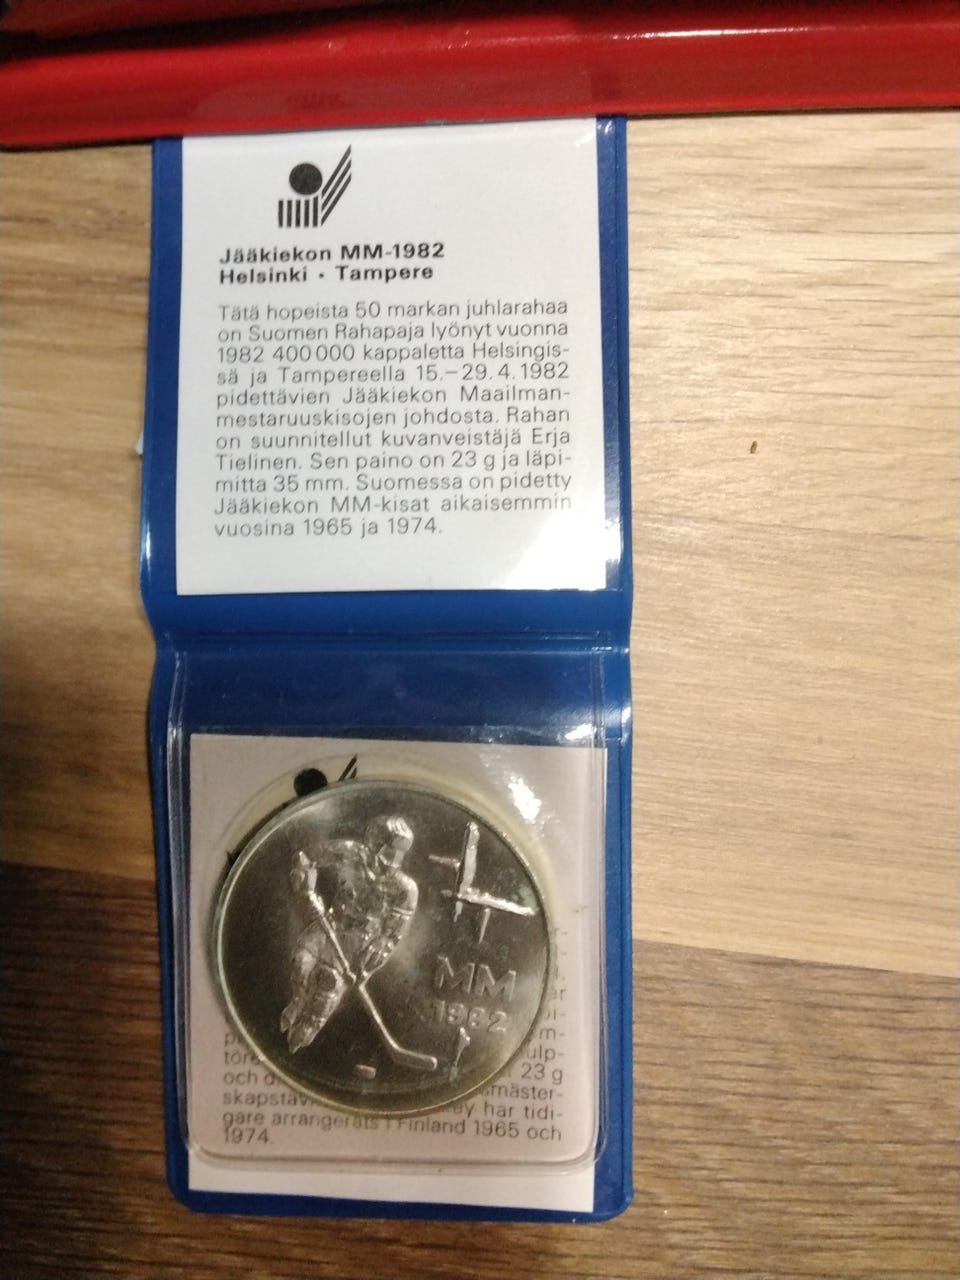 Jääkiekon MM-1982
Helsinki · Tampere
Tätä hopeista 50 markan juhlarahaa
on Suomen Rahapaja lyönyt vuonna
1982 400 000 kappaletta Helsingis-
sä ja Tampereella 15.–29.4.1982
pidettävien Jääkiekon Maailman-
mestaruuskisojen johdosta. Rahan
on suunnitellut kuvanveistäjä Erja
Tielinen. Sen paino on 23 g ja läpi-
mitta 35 mm. Suomessa on pidetty
Jääkiekon MM-kisat aikaisemmin
vuosina 1965 ja 1974.
MM
1982
23 g
har tidi-
gare arrangerats i Finland 1965 och
1974